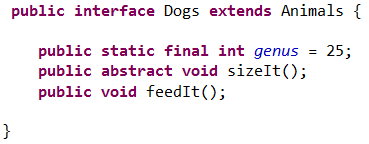 public interface Dogs extends Animals {
public static final int genus = 25;
public abstract void sizeIt();
public void feedIt();
}